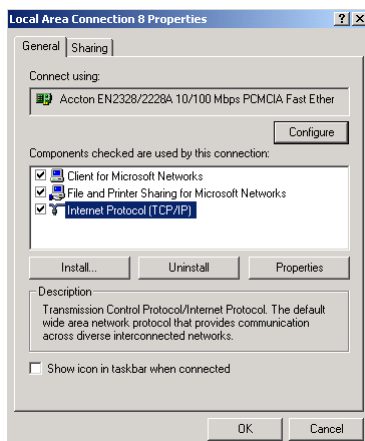 Local Area Connection 8 Properties
General Sharing
Connect using:
Accton EN2328/2228A 10/100 Mbps PCMCIA Fast Ether
Configure
Components checked are used by this connection:
Client for Microsoft Networks
File and Printer Sharing for Microsoft Networks
Internet Protocol (TCP/IP)
Install... Uninstall Properties
Description
Transmission Control Protocol/Internet Protocol. The default
wide area network protocol that provides communication
across diverse interconnected networks.
Show icon in taskbar when connected
OK Cancel